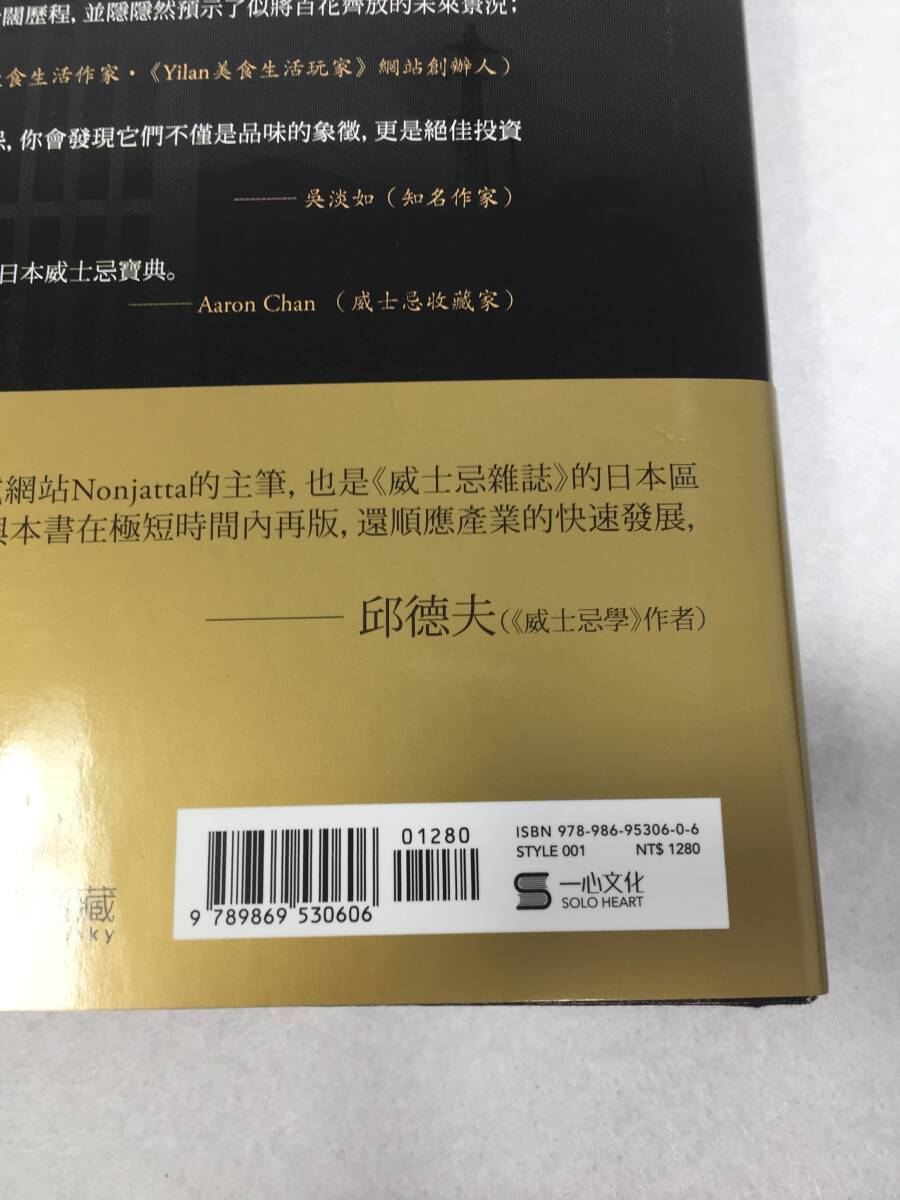 闊歷程,並隱隱然預示了似將百花齊放的未來景況;
食生活作家・《Yilan美食生活玩家》網站創辦人)
你會發現它們不僅是品味的象徵,更是絕佳投資
——吳淡如(知名作家)
日本威士忌寶典。
——Aaron Chan (威士忌收藏家)
網站Nonjatta的主筆,也是《威士忌雜誌》的日本區
與本書在極短時間內再版,還順應產業的快速發展,
——邱德夫(《威士忌學》作者)
藏
sky
01280
9 789869 530606
ISBN 978-986-95306-0-6
STYLE 001 NT$ 1280
一心文化
SOLO HEART